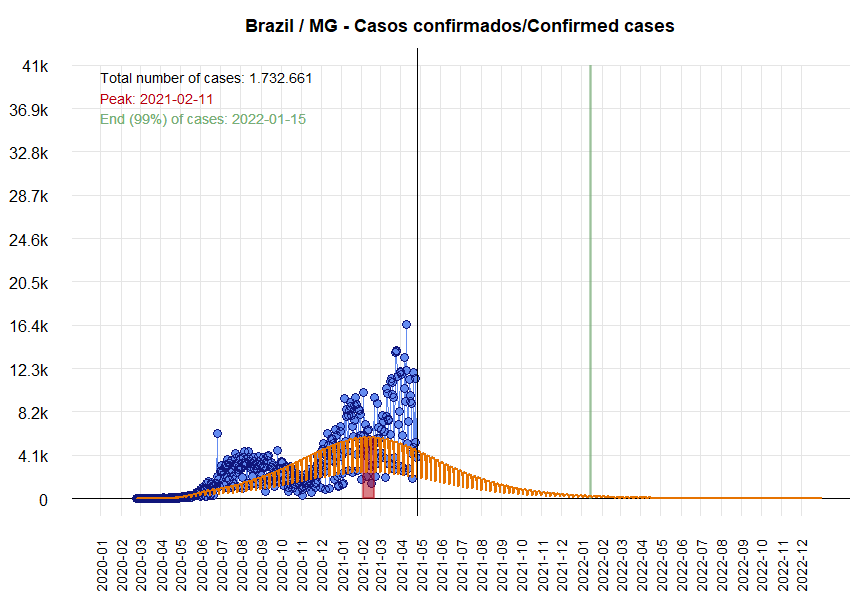 Brazil / MG - Casos confirmados/Confirmed cases
41k
Total number of cases: 1.732.661
Peak: 2021-02-11
36.9k
End (99%) of cases: 2022-01-15
32.8k
28.7k
24.6k
20.5k
16.4k
12.3k
8.2k
4.1k
0
2020-01
2020-02
2020-03
2020-04
2020-05
2020-06
2020-07
2020-08
2020-09
2020-10
2020-11
2020-12
2021-01
2021-02
2021-03
2021-04
2021-05
2021-06
2021-07
2021-08
2021-09
2021-10
2021-11
2021-12
2022-01
2022-02
2022-03
2022-04
2022-05
2022-06
2022-07
2022-08
2022-09
2022-10
2022-11
2022-12